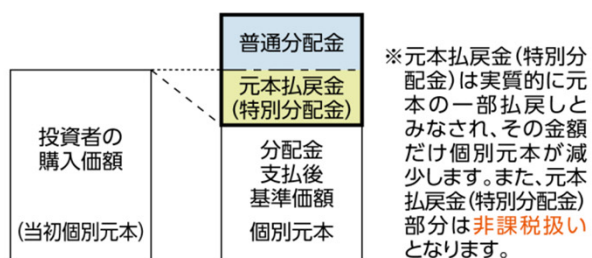 投資者の
購入価額
(当初個別元本)
普通分配金
元本払戻金
(特別分配金)
分配金
支払後
基準価額
個別元本
※元本払戻金(特別分
配金)は実質的に元
本の一部払戻しと
みなされ、その金額
だけ個別元本が減
少します。また、元本
払戻金(特別分配金)
部分は非課税扱い
となります。